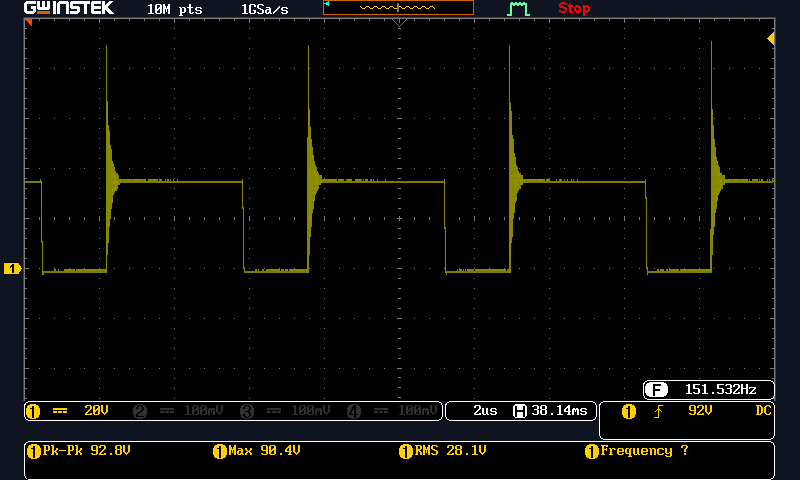 GWINSTEK 10M pts 1GSa/s Stop
1
F 151.532Hz
1 20V 2 100mV 3 100mV 4 100mV 2us H 38.14ms 1 92V DC
1 Pk-Pk 92.8V 1 Max 90.4V 1 RMS 28.1V 1 Frequency ?